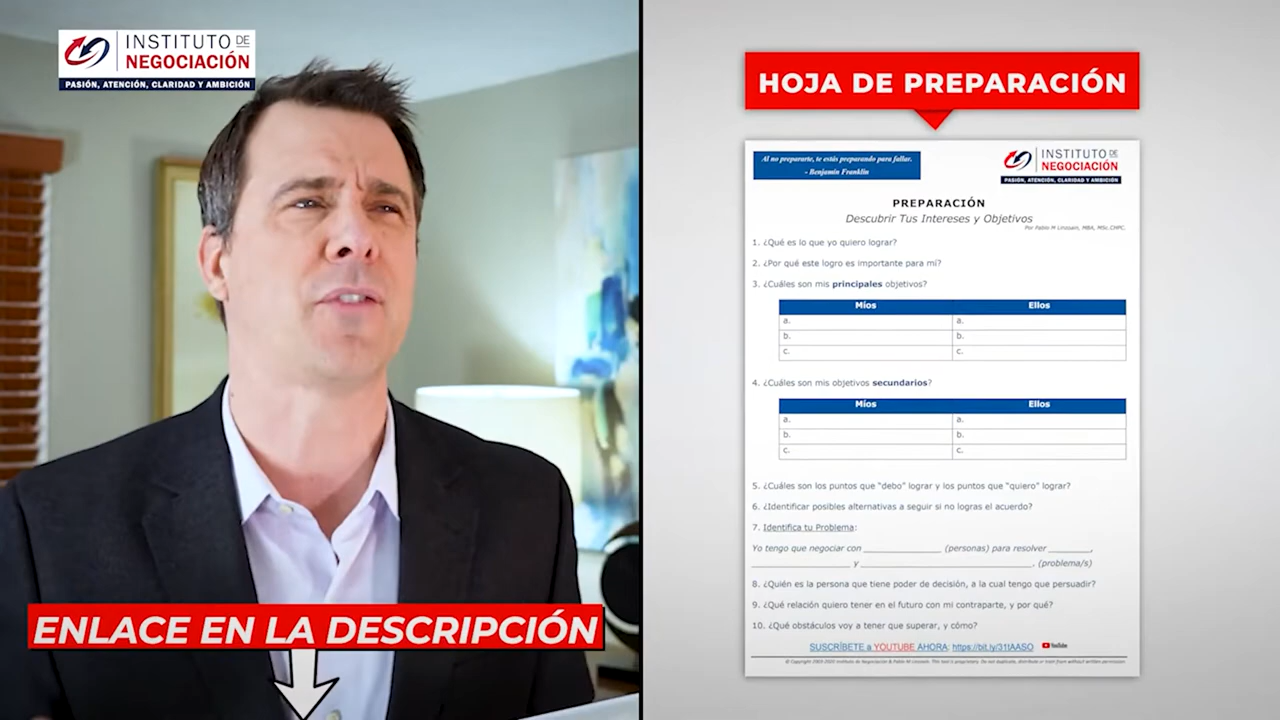 INSTITUTO DE
NEGOCIACIÓN
PASIÓN, ATENCIÓN, CLARIDAD Y AMBICIÓN
ENLACE EN LA DESCRIPCIÓN
HOJA DE PREPARACIÓN
Al no prepararte, te estás preparando para fallar.
- Benjamin Franklin
INSTITUTO DE
NEGOCIACIÓN
PASIÓN, ATENCIÓN, CLARIDAD Y AMBICIÓN
PREPARACIÓN
Descubrir Tus Intereses y Objetivos
Por Fabio M Linzoain, MBA, MSc, CHPC.
1. ¿Qué es lo que yo quiero lograr?
2. ¿Por qué este logro es importante para mí?
3. ¿Cuáles son mis principales objetivos?
Míos Ellos
a. a.
b. b.
c. c.
4. ¿Cuáles son mis objetivos secundarios?
Míos Ellos
a. a.
b. b.
c. c.
5. ¿Cuáles son los puntos que "debo" lograr y los puntos que "quiero" lograr?
6. ¿Identificar posibles alternativas a seguir si no logras el acuerdo?
7. Identifica tu Problema:
Yo tengo que negociar con ____________ (personas) para resolver _______,
_______________ y ___________________________, (problema/s)
8. ¿Quién es la persona que tiene poder de decisión, a la cual tengo que persuadir?
9. ¿Qué relación quiero tener en el futuro con mi contraparte, y por qué?
10. ¿Qué obstáculos voy a tener que superar, y cómo?
SUSCRÍBETE a YOUTUBE AHORA: https://bit.ly/31tAASO YouTube